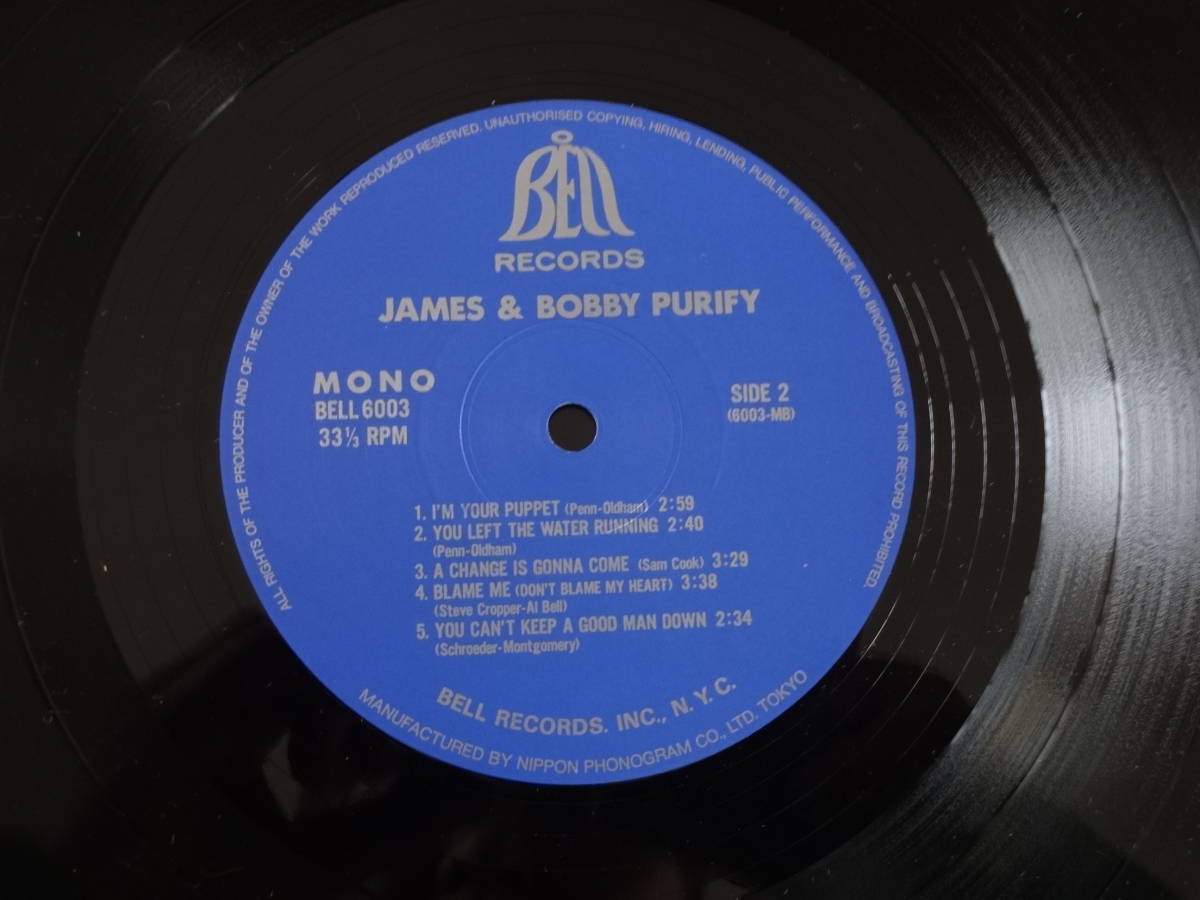 ALL RIGHTS OF THE PRODUCER AND OF THE OWNER OF THE WORK REPRODUCED RESERVED. UNAUTHORISED COPYING, HIRING, LENDING, PUBLIC PERFORMANCE AND BROADCASTING OF THIS RECORD PROHIBITED.
BELL
RECORDS
JAMES & BOBBY PURIFY
MONO
BELL 6003
33⅓ RPM
SIDE 2
(6003-MB)
1. I'M YOUR PUPPET (Penn-Oldham) 2:59
2. YOU LEFT THE WATER RUNNING 2:40
(Penn-Oldham)
3. A CHANGE IS GONNA COME (Sam Cook) 3:29
4. BLAME ME (DON'T BLAME MY HEART) 3:38
(Steve Cropper-Al Bell)
5. YOU CAN'T KEEP A GOOD MAN DOWN 2:34
(Schroeder-Montgomery)
BELL RECORDS. INC., N. Y. C.
MANUFACTURED BY NIPPON PHONOGRAM CO., LTD. TOKYO